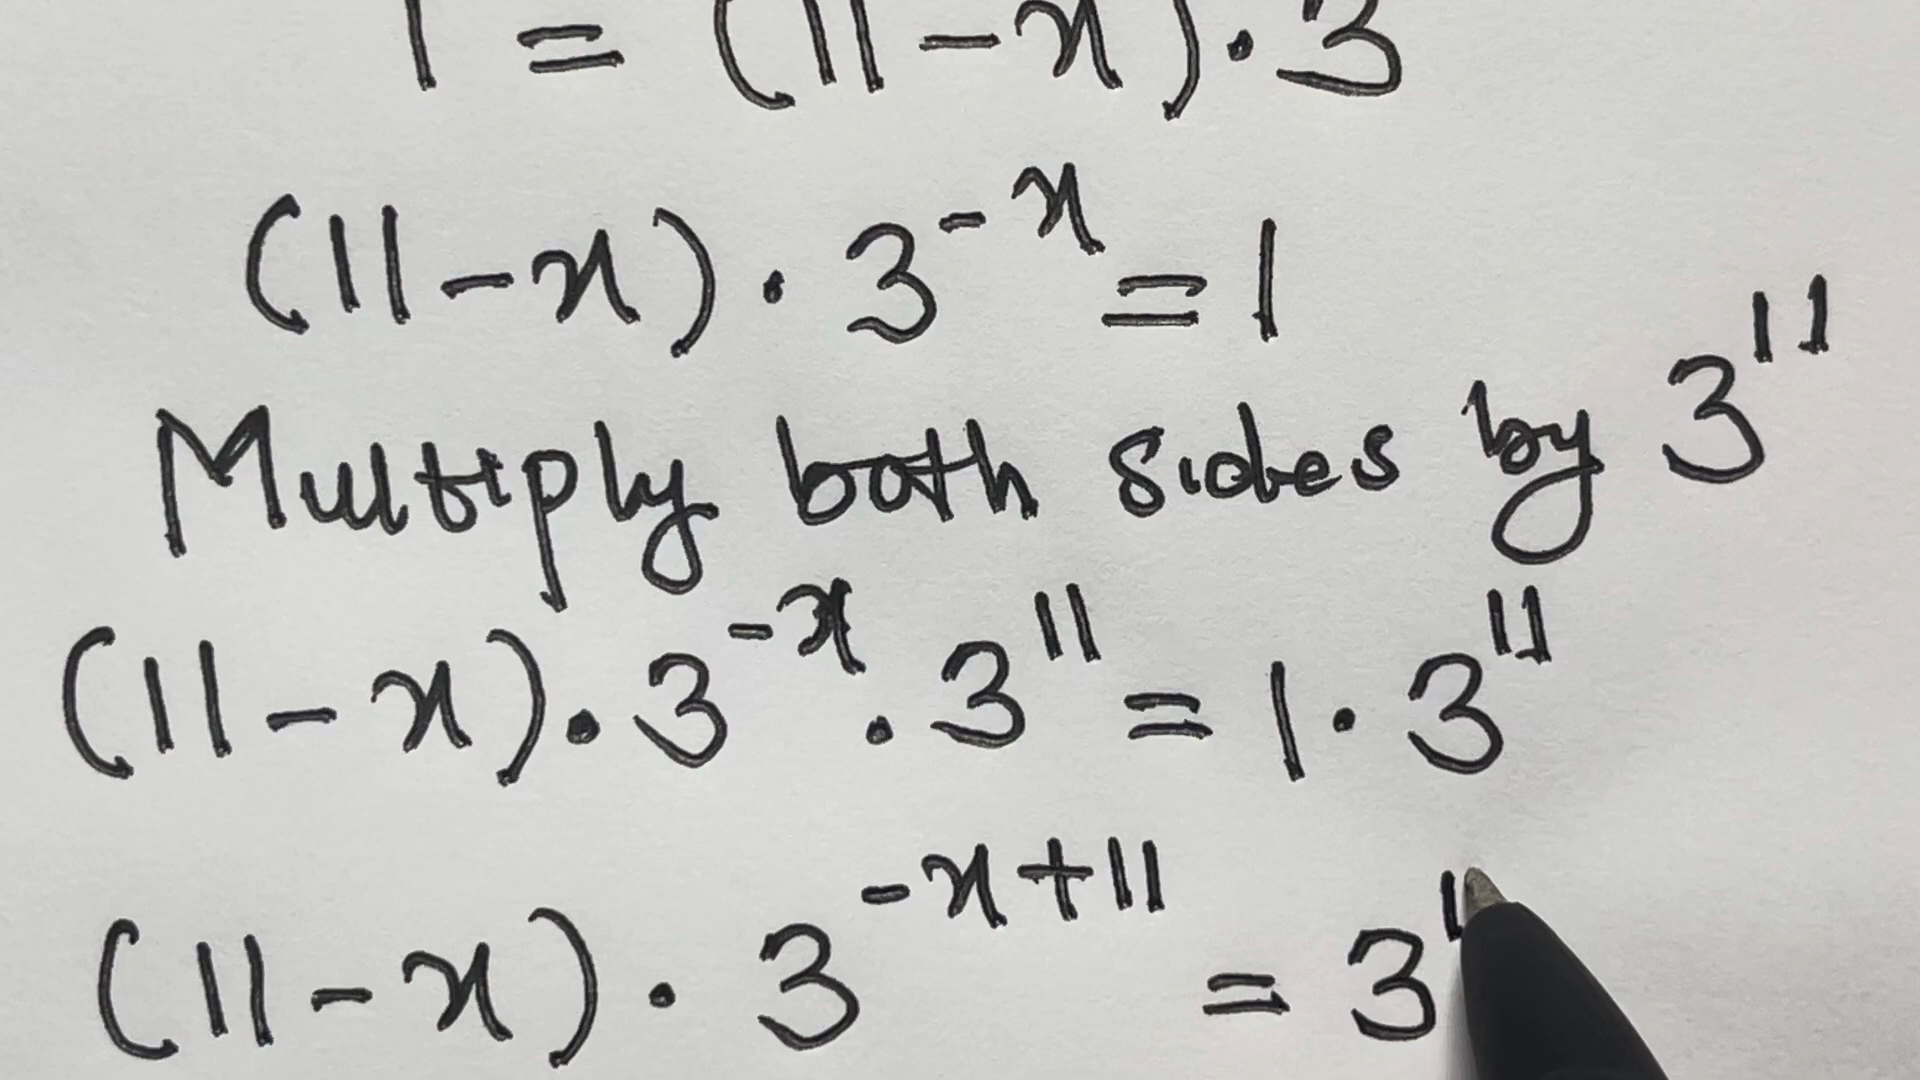 1 = (11-x)·3
(11-x)·3^-x = 1
Multiply both sides by 3^11
(11-x)·3^-x·3^11 = 1·3^11
(11-x)·3^-x+11 = 3^1